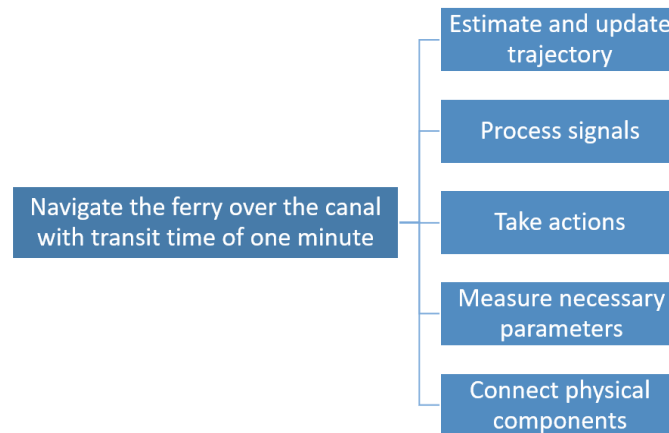 Estimate and update
trajectory
Process signals
Navigate the ferry over the canal
with transit time of one minute
Take actions
Measure necessary
parameters
Connect physical
components